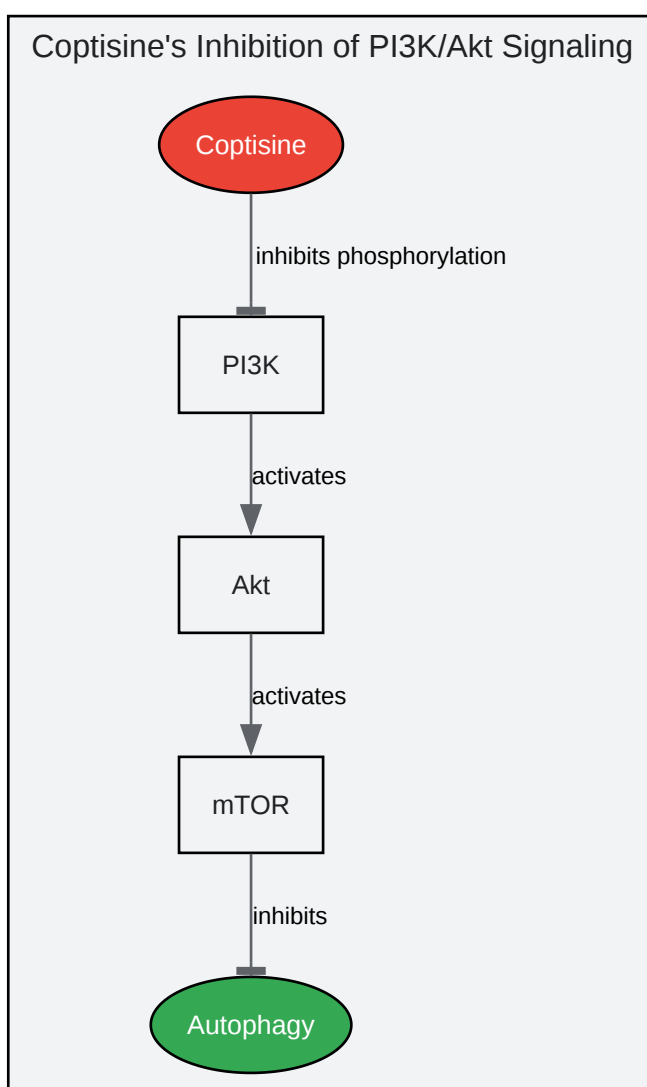 Coptisine's Inhibition of PI3K/Akt Signaling
Coptisine
inhibits phosphorylation
PI3K
activates
Akt
activates
mTOR
inhibits
Autophagy